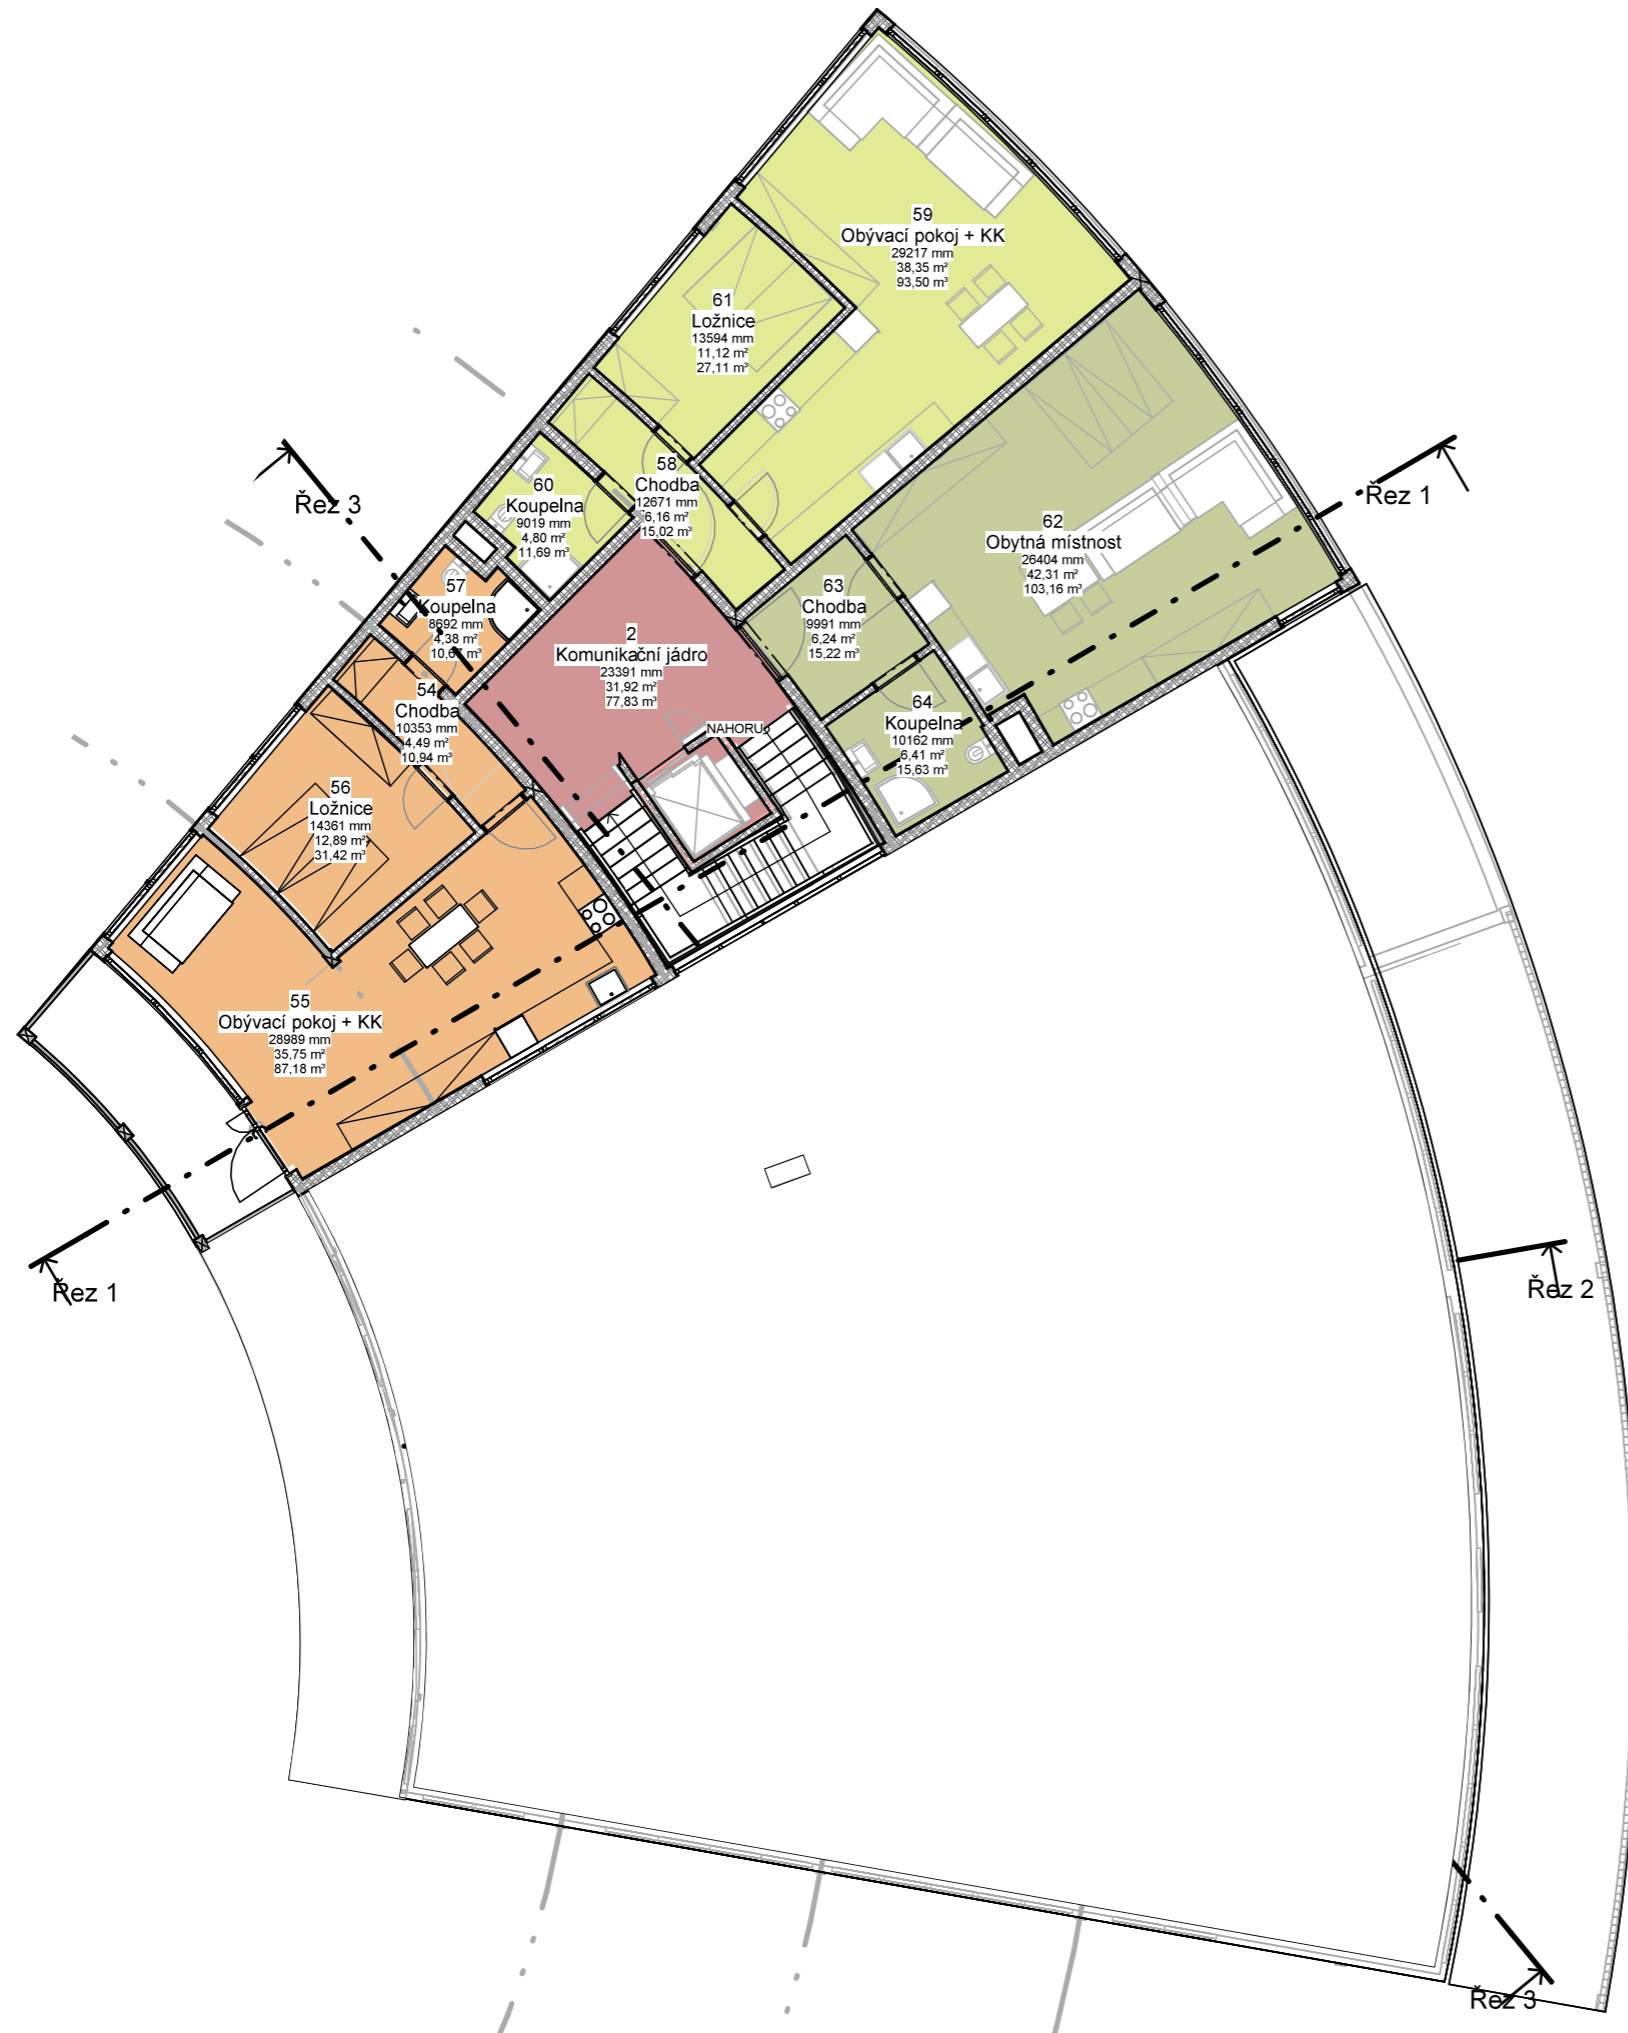 59
Obývací pokoj + KK
29217 mm
38,35 m²
93,50 m³
61
Ložnice
13594 mm
11,12 m²
27,11 m³
Řez 1
58
Chodba
12671 mm
6,16 m²
15,02 m³
60
Koupelna
9019 mm
4,80 m²
11,69 m³
Řez 3
62
Obytná místnost
26404 mm
42,31 m²
103,16 m³
57
Koupelna
8692 mm
4,38 m²
10,67 m³
63
Chodba
9991 mm
6,24 m²
15,22 m³
2
Komunikační jádro
23391 mm
31,92 m²
77,83 m³
54
Chodba
10353 mm
4,49 m²
10,94 m³
64
Koupelna
10162 mm
6,41 m²
15,63 m³
NAHORU
56
Ložnice
14361 mm
12,89 m²
31,42 m³
55
Obývací pokoj + KK
28989 mm
35,75 m²
87,18 m³
Řez 1
Řez 2
Řez 3